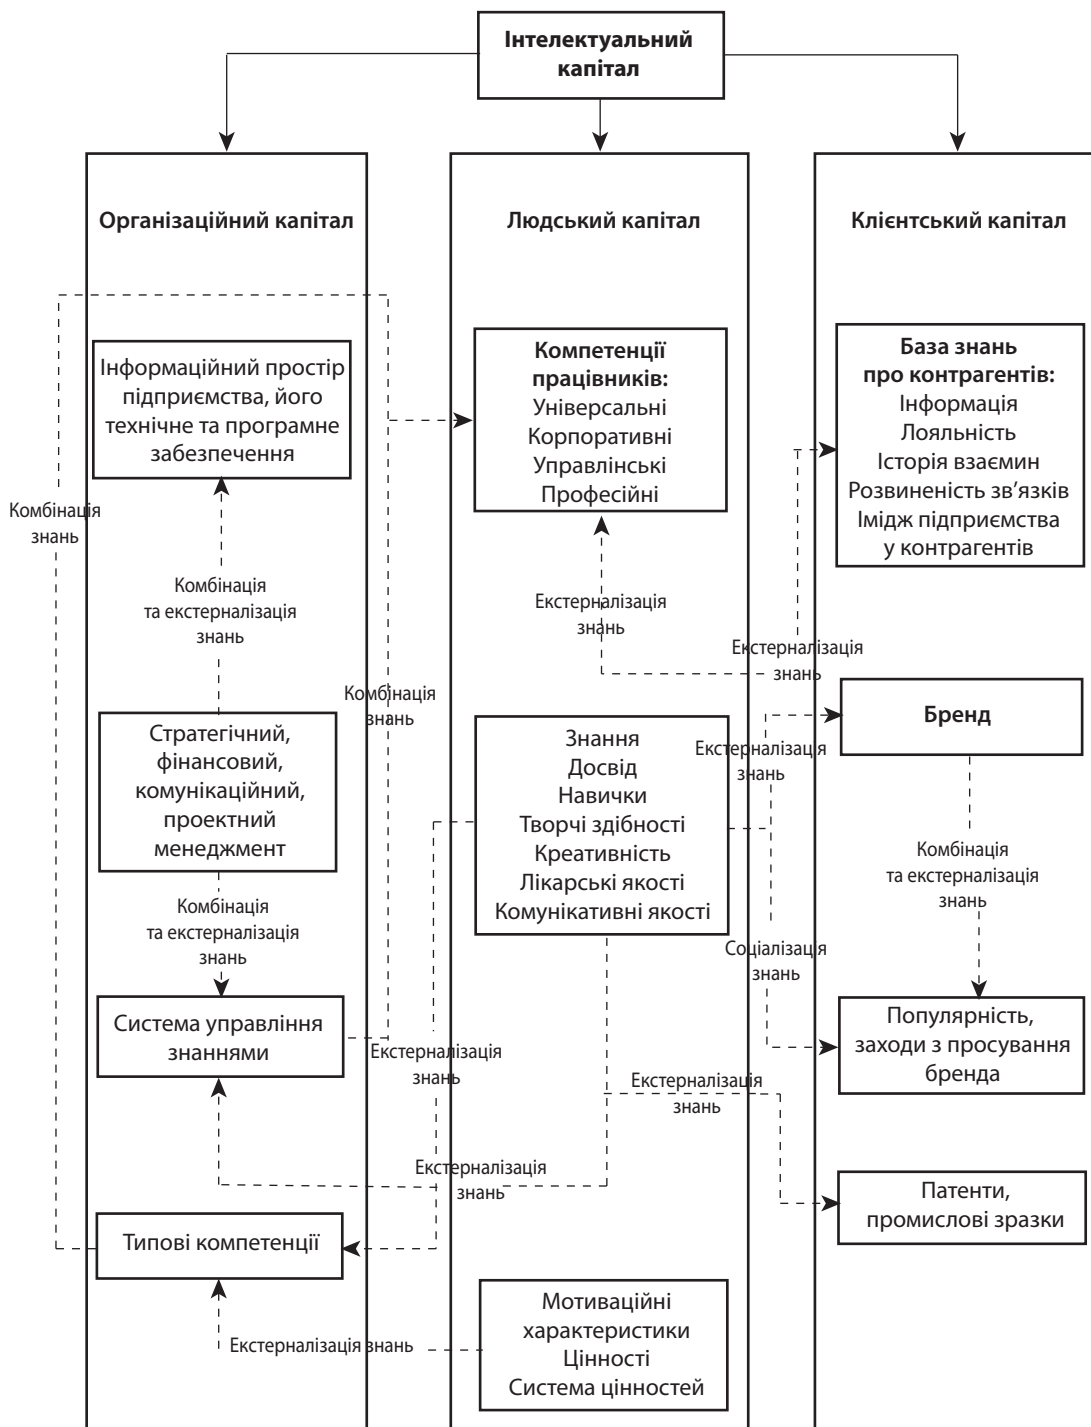 Інтелектуальний
капітал
Організаційний капітал
Людський капітал
Клієнтський капітал
Інформаційний простір
підприємства, його
технічне та програмне
забезпечення
Комбінація
знань
Комбінація
та екстерналізація
знань
Стратегічний,
фінансовий,
комунікаційний,
проектний
менеджмент
Комбінація
та екстерналізація
знань
Система управління
знаннями
Типові компетенції
Екстерналізація знань
Комбінація
знань
Компетенції
працівників:
Універсальні
Корпоративні
Управлінські
Професійні
Екстерналізація
знань
Знання
Досвід
Навички
Творчі здібності
Креативність
Лікарські якості
Комунікативні якості
Екстерналізація
знань
Екстерналізація
знань
Мотиваційні
характеристики
Цінності
Система цінностей
База знань
про контрагентів:
Інформація
Лояльність
Історія взаємин
Розвиненість зв'язків
Імідж підприємства
у контрагентів
Екстерналізація
знань
Бренд
Екстерналізація
знань
Комбінація
та екстерналізація
знань
Соціалізація
знань
Популярність,
заходи з просування
бренда
Екстерналізація
знань
Патенти,
промислові зразки